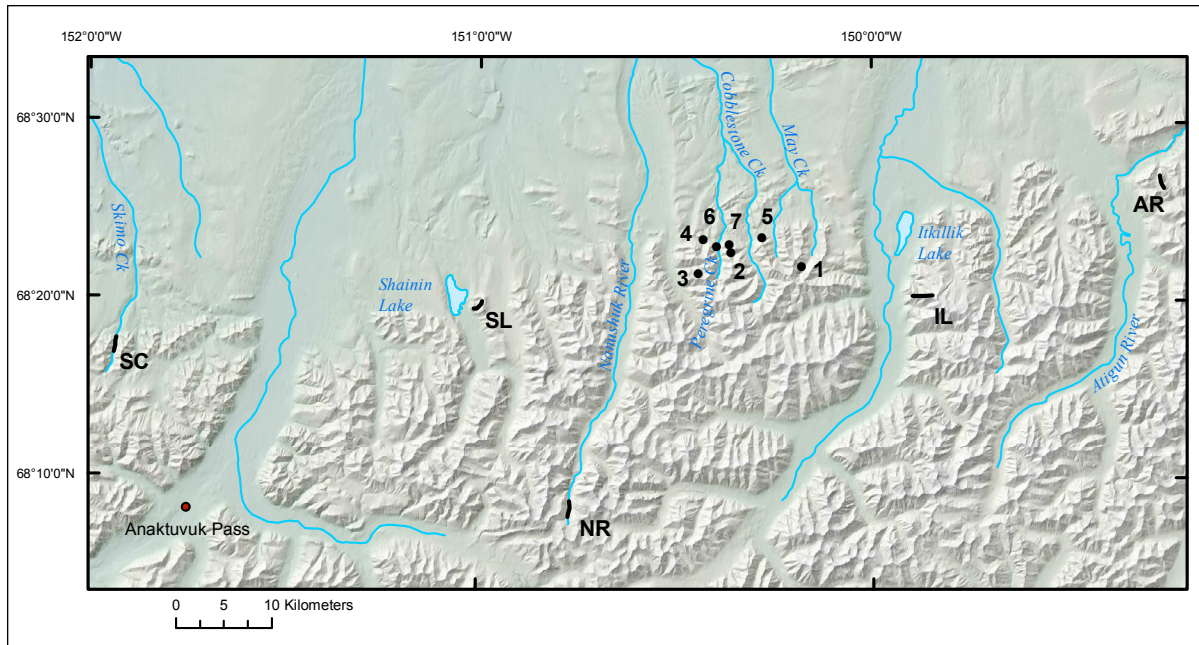 152°0'0"W
151°0'0"W
150°0'0"W
68°30'0"N
68°20'0"N
68°10'0"N
Skimo Ck
Cobblestone Ck
May Ck
AR
6
7
5
4
Itkillik
Lake
3
2
1
Peregrine Ck
Shainin
Lake
SL
Nanushuk River
IL
SC
Atigun River
NR
Anaktuvuk Pass
0 5 10 Kilometers